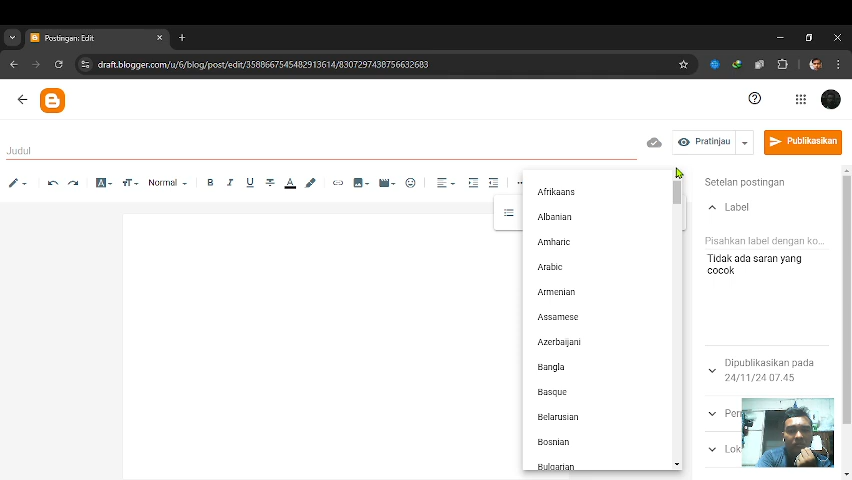 Postingan: Edit
draft.blogger.com/u/6/blog/post/edit/3588667545482913614/8307297438756632683
Judul
Pratinjau
Publikasikan
Normal
Setelan postingan
Label
Pisahkan label dengan ko...
Tidak ada saran yang
cocok
Dipublikasikan pada
24/11/24 07.45
Afrikaans
Albanian
Amharic
Arabic
Armenian
Assamese
Azerbaijani
Bangla
Basque
Belarusian
Bosnian
Bulgarian